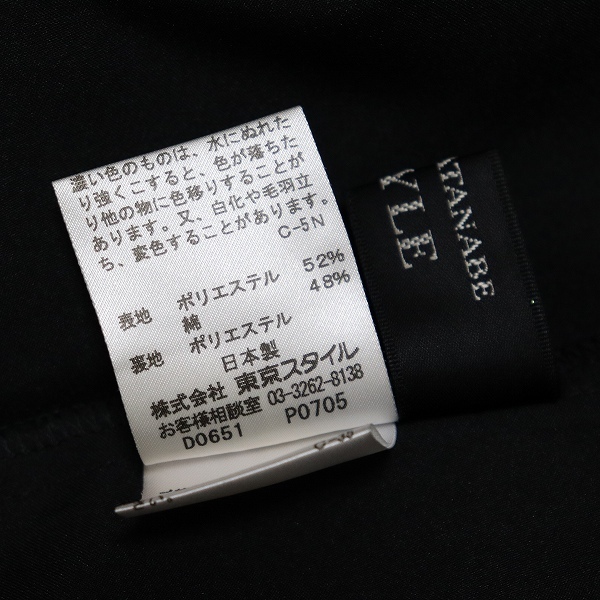 濃い色のものは、水にぬれた
り強くこすると、色が落ちた
り他の物に色移りすることが
あります。又、白化や毛羽立
ち、変色することがあります。
C-5N
表地 ポリエステル 52%
綿 48%
裏地 ポリエステル
日本製
株式会社 東京スタイル
お客様相談室 03-3262-8138
D0651 P0705
ATANABE
YLE